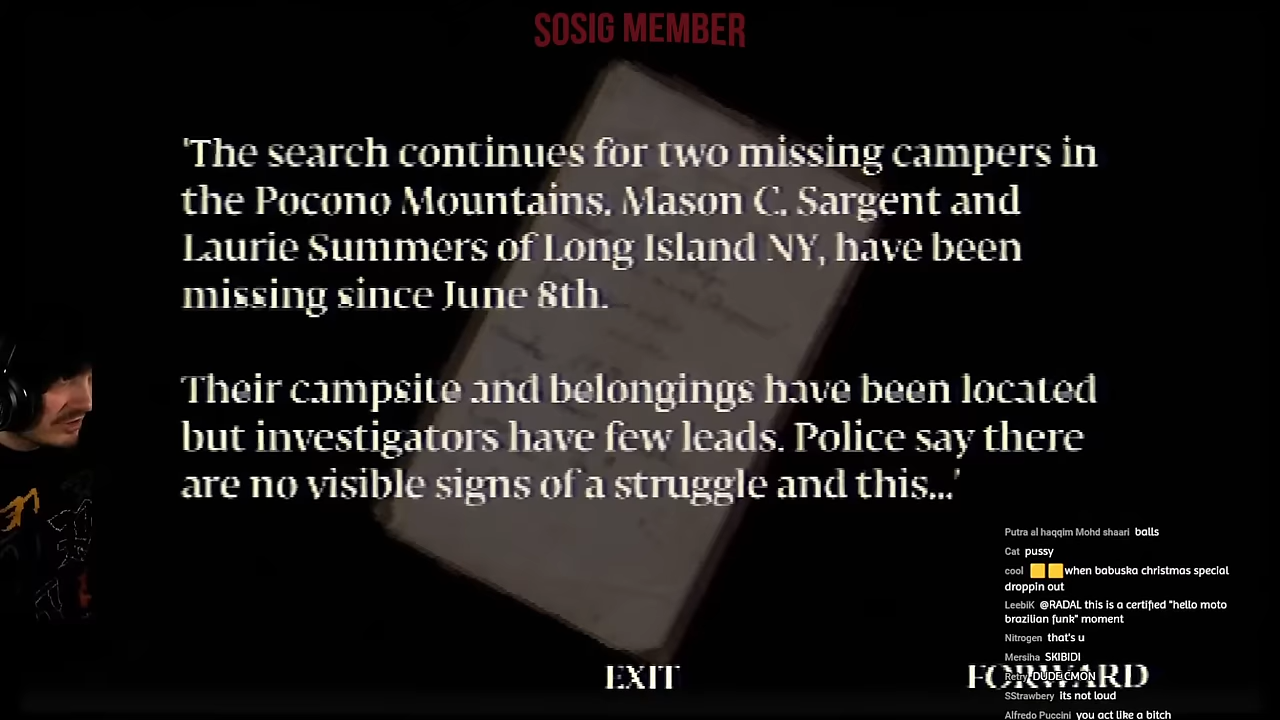 SOSIG MEMBER
'The search continues for two missing campers in
the Pocono Mountains. Mason C. Sargent and
Laurie Summers of Long Island NY, have been
missing since June 8th.
Their campsite and belongings have been located
but investigators have few leads. Police say there
are no visible signs of a struggle and this...'
Putra al haqqim Mohd shaari balls
Cat pussy
cool when babuska christmas special
droppin out
LeebiK @RADAL this is a certified "hello moto
brazilian funk" moment
Nitrogen that's u
Mersiha SKIBIDI
EXIT
FORWARD
Retry DUDE CMON
SStrawbery its not loud
Alfredo Puccini you act like a bitch